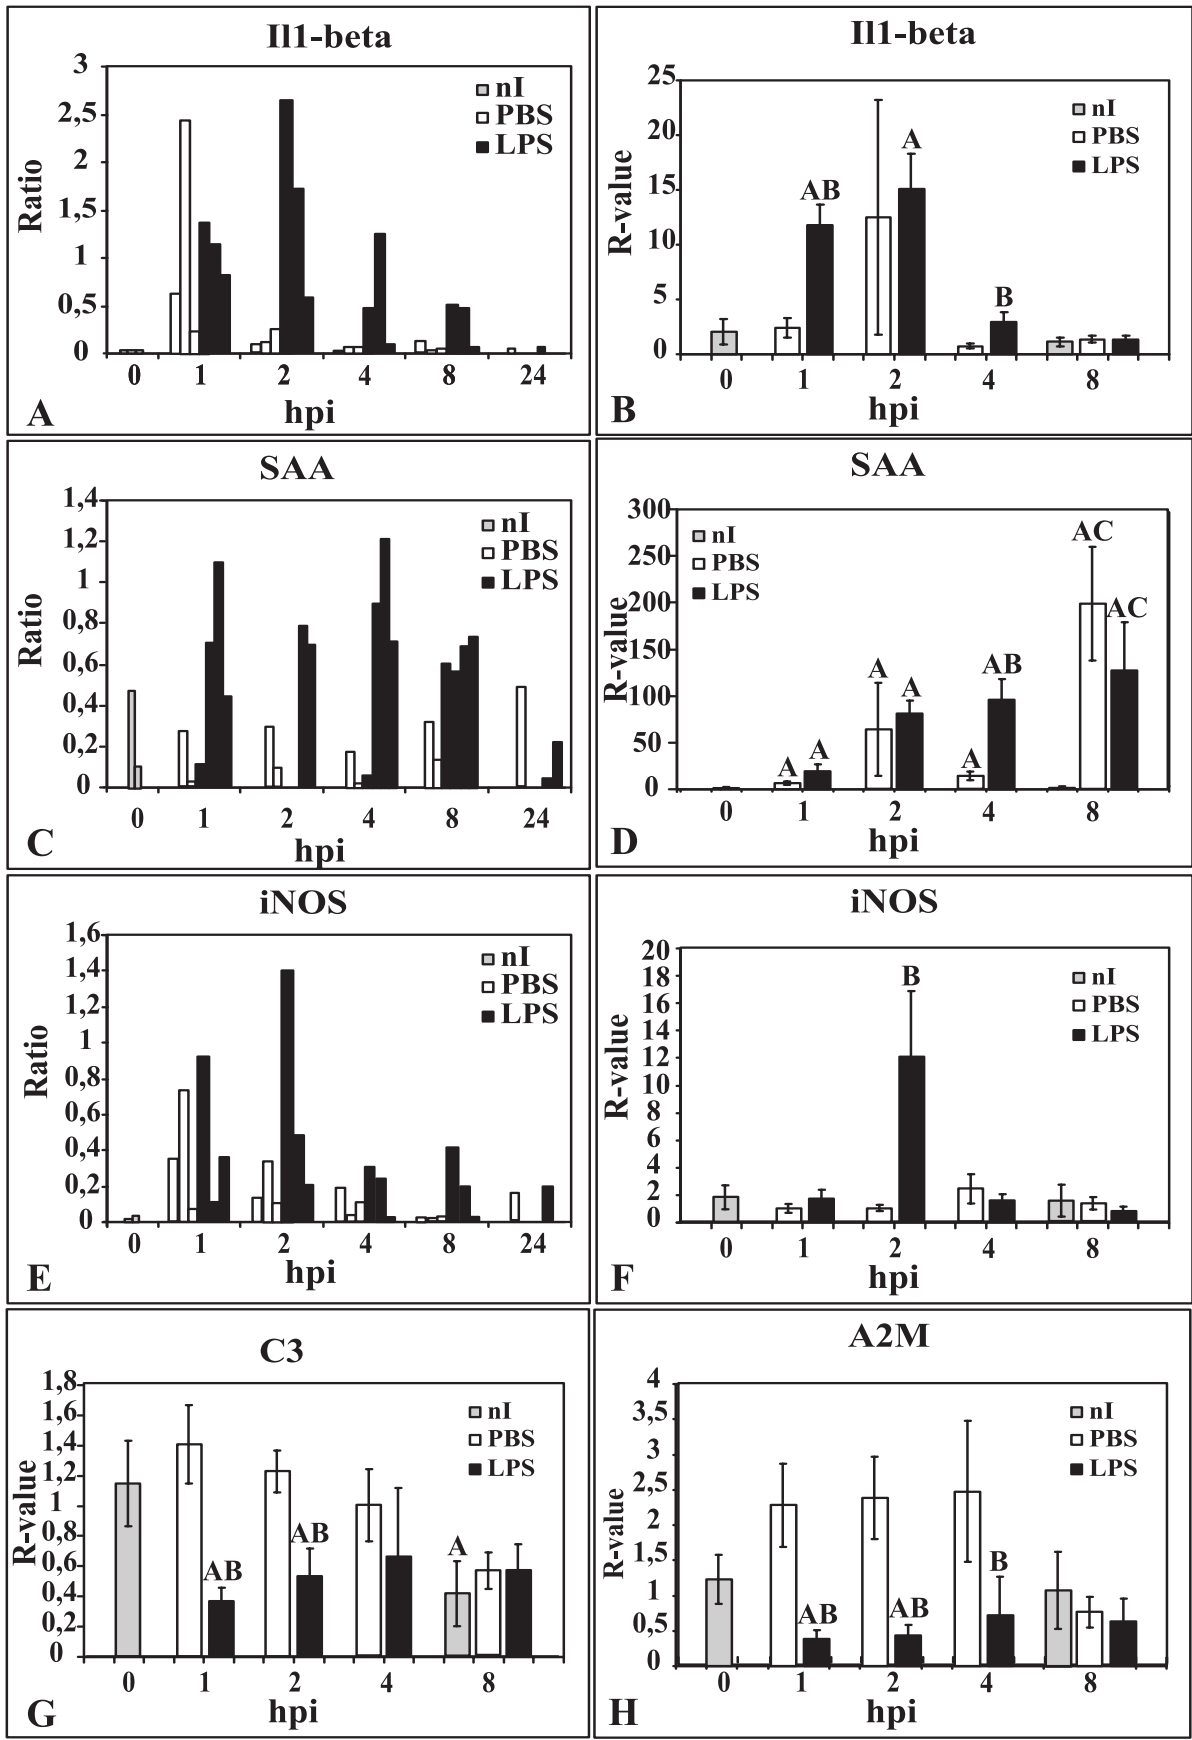 Il1-beta
3
2,5
2
1,5
1
0,5
0
Ratio
nI
PBS
LPS
0 1 2 4 8 24
hpi
A
Il1-beta
25
20
15
10
5
0
R-value
nI
PBS
LPS
AB
A
B
0 1 2 4 8
hpi
B
SAA
1,4
1,2
1
0,8
0,6
0,4
0,2
0
Ratio
nI
PBS
LPS
0 1 2 4 8 24
hpi
C
SAA
300
250
200
150
100
50
0
R-value
nI
PBS
LPS
A A
A A
A AB
AC AC
0 1 2 4 8
hpi
D
iNOS
1,6
1,4
1,2
1
0,8
0,6
0,4
0,2
0
Ratio
nI
PBS
LPS
0 1 2 4 8 24
hpi
E
iNOS
20
18
16
14
12
10
8
6
4
2
0
R-value
nI
PBS
LPS
B
0 1 2 4 8
hpi
F
C3
1,8
1,6
1,4
1,2
1
0,8
0,6
0,4
0,2
0
R-value
nI
PBS
LPS
AB
AB
A
0 1 2 4 8
hpi
G
A2M
4
3,5
3
2,5
2
1,5
1
0,5
0
R-value
nI
PBS
LPS
AB
AB
B
0 1 2 4 8
hpi
H